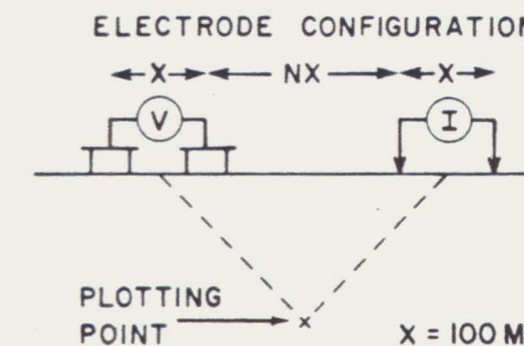 ELECTRODE CONFIGURATION
X NX X
V I
PLOTTING
POINT x X = 100 M